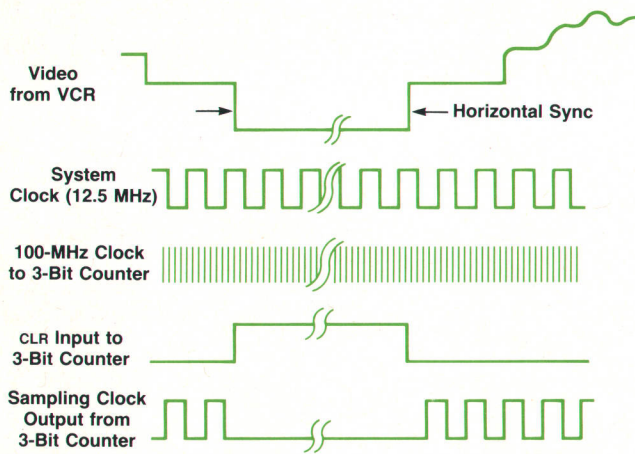 Video
from VCR
Horizontal Sync
System
Clock (12.5 MHz)
100-MHz Clock
to 3-Bit Counter
CLR Input to
3-Bit Counter
Sampling Clock
Output from
3-Bit Counter